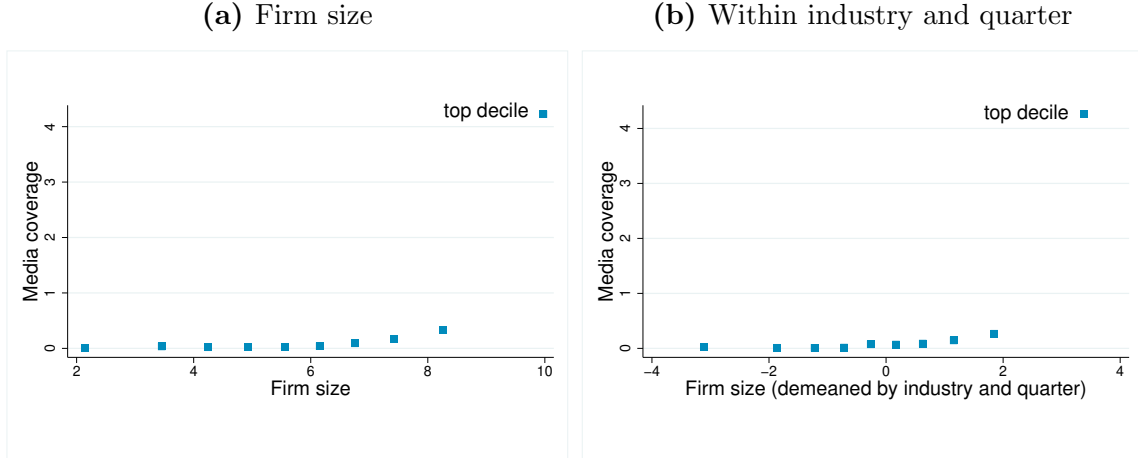 (a) Firm size
top decile
4
3
2
1
0
Media coverage
2 4 6 8 10
Firm size
(b) Within industry and quarter
top decile
4
3
2
1
0
Media coverage
−4 −2 0 2 4
Firm size (demeaned by industry and quarter)